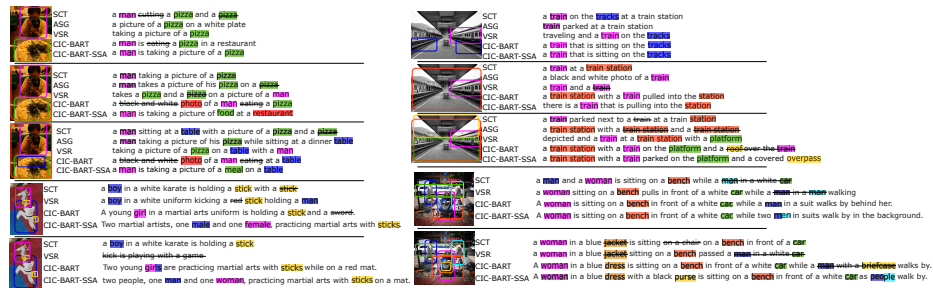 SCT a man cutting a pizza and a pizza
ASG a picture of a pizza on a white plate
VSR taking a picture of a pizza
CIC-BART a man is eating a pizza in a restaurant
CIC-BART-SSA a man is taking a picture of a pizza
SCT a man taking a picture of a pizza
ASG a man takes a picture of his pizza on a pizza
VSR takes a pizza and a pizza on a picture of a man
CIC-BART a black and white photo of a man eating a pizza
CIC-BART-SSA a man is taking a picture of food at a restaurant
SCT a man sitting at a table with a picture of a pizza and a pizza
ASG a man taking a picture of his pizza while sitting at a dinner table
VSR taking a picture of a pizza on a table with a man
CIC-BART a black and white photo of a man eating at a table
CIC-BART-SSA a man is taking a picture of a meal on a table
SCT a boy in a white karate is holding a stick with a stick
VSR a boy in a white uniform kicking a red stick holding a man
CIC-BART A young girl in a martial arts uniform is holding a stick and a sword.
CIC-BART-SSA Two martial artists, one male and one female, practicing martial arts with sticks.
SCT a boy in a white karate is holding a stick
VSR kick is playing with a game
CIC-BART Two young girls are practicing martial arts with sticks while on a red mat.
CIC-BART-SSA two people, one man and one woman, practicing martial arts with sticks on a mat.
SCT a train on the tracks at a train station
ASG train parked at a train station
VSR traveling and a train on the tracks
CIC-BART a train that is sitting on the tracks
CIC-BART-SSA a train that is sitting on the tracks
SCT a train at a train station
ASG a black and white photo of a train
VSR a train and a train
CIC-BART a train station with a train pulled into the station
CIC-BART-SSA there is a train that is pulling into the station
SCT a train parked next to a train at a train station
ASG a train station with a train station and a train station
VSR depicted and a train at a train station with a platform
CIC-BART a train station with a train on the platform and a roof over the train
CIC-BART-SSA a train station with a train parked on the platform and a covered overpass
SCT a man and a woman is sitting on a bench while a man in a white car
VSR a woman sitting on a bench pulls in front of a white car while a man in a man walking
CIC-BART A woman is sitting on a bench in front of a white car while a man in a suit walks by behind her.
CIC-BART-SSA A woman is sitting on a bench in front of a white car while two men in suits walk by in the background.
SCT a woman in a blue jacket is sitting on a chair on a bench in front of a car
VSR a woman in a blue jacket sitting on a bench passed a man in a white car
CIC-BART A woman in a blue dress is sitting on a bench in front of a white car while a man with a briefcase walks by.
CIC-BART-SSA A woman in a blue dress with a black purse is sitting on a bench in front of a white car as people walk by.